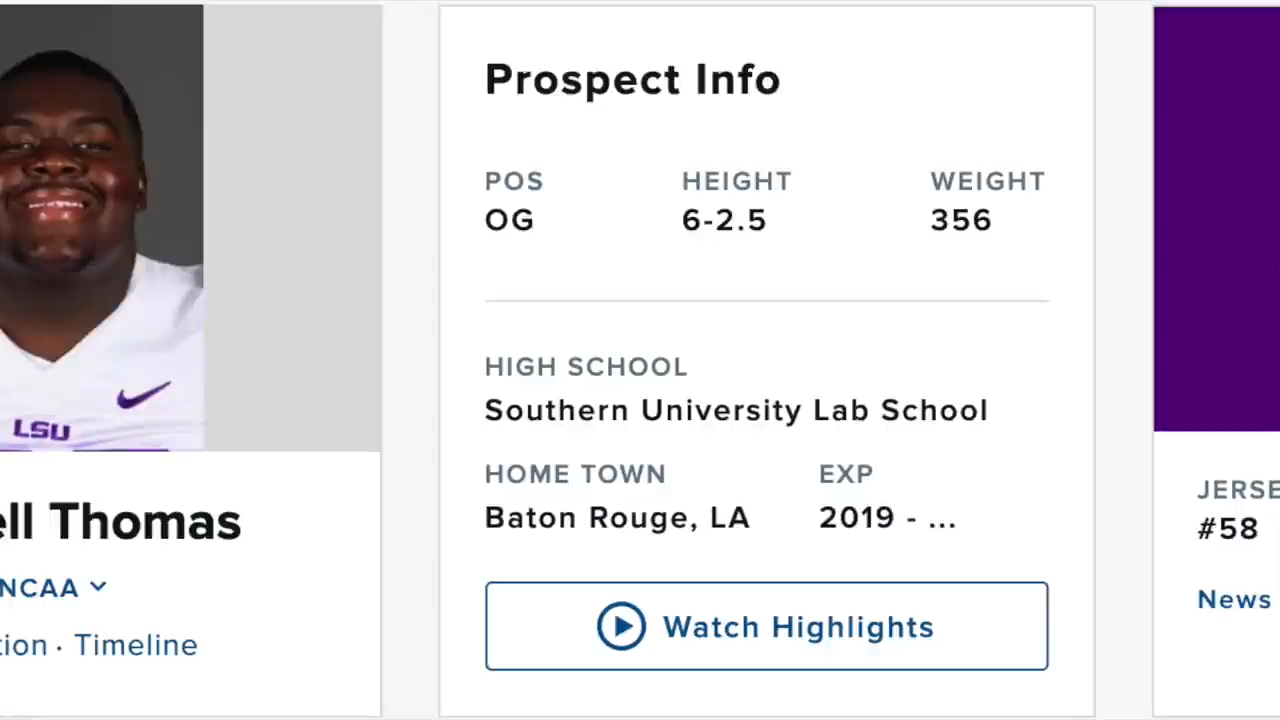 LSU
ell Thomas
NCAA
tion · Timeline
Prospect Info
POS HEIGHT WEIGHT
OG 6-2.5 356
HIGH SCHOOL
Southern University Lab School
HOME TOWN EXP
Baton Rouge, LA 2019 - ...
Watch Highlights
JERSE
#58
News